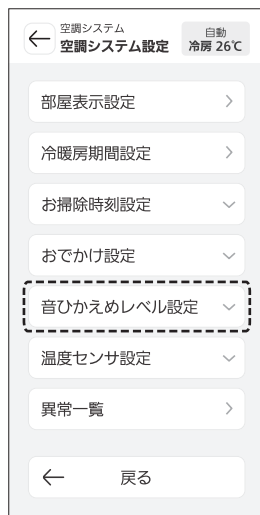 空調システム
空調システム設定
自動
冷房 26℃
部屋表示設定
冷暖房期間設定
お掃除時刻設定
おでかけ設定
音ひかえめレベル設定
温度センサ設定
異常一覧
戻る